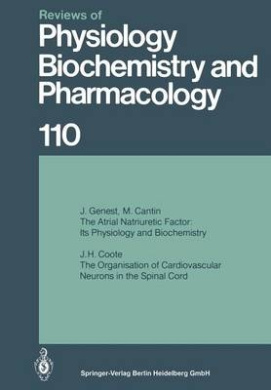 Reviews of
Physiology
Biochemistry and
Pharmacology
110
J. Genest, M. Cantin
The Atrial Natriuretic Factor:
Its Physiology and Biochemistry
J.H. Coote
The Organisation of Cardiovascular
Neurons in the Spinal Cord
Springer-Verlag Berlin Heidelberg GmbH